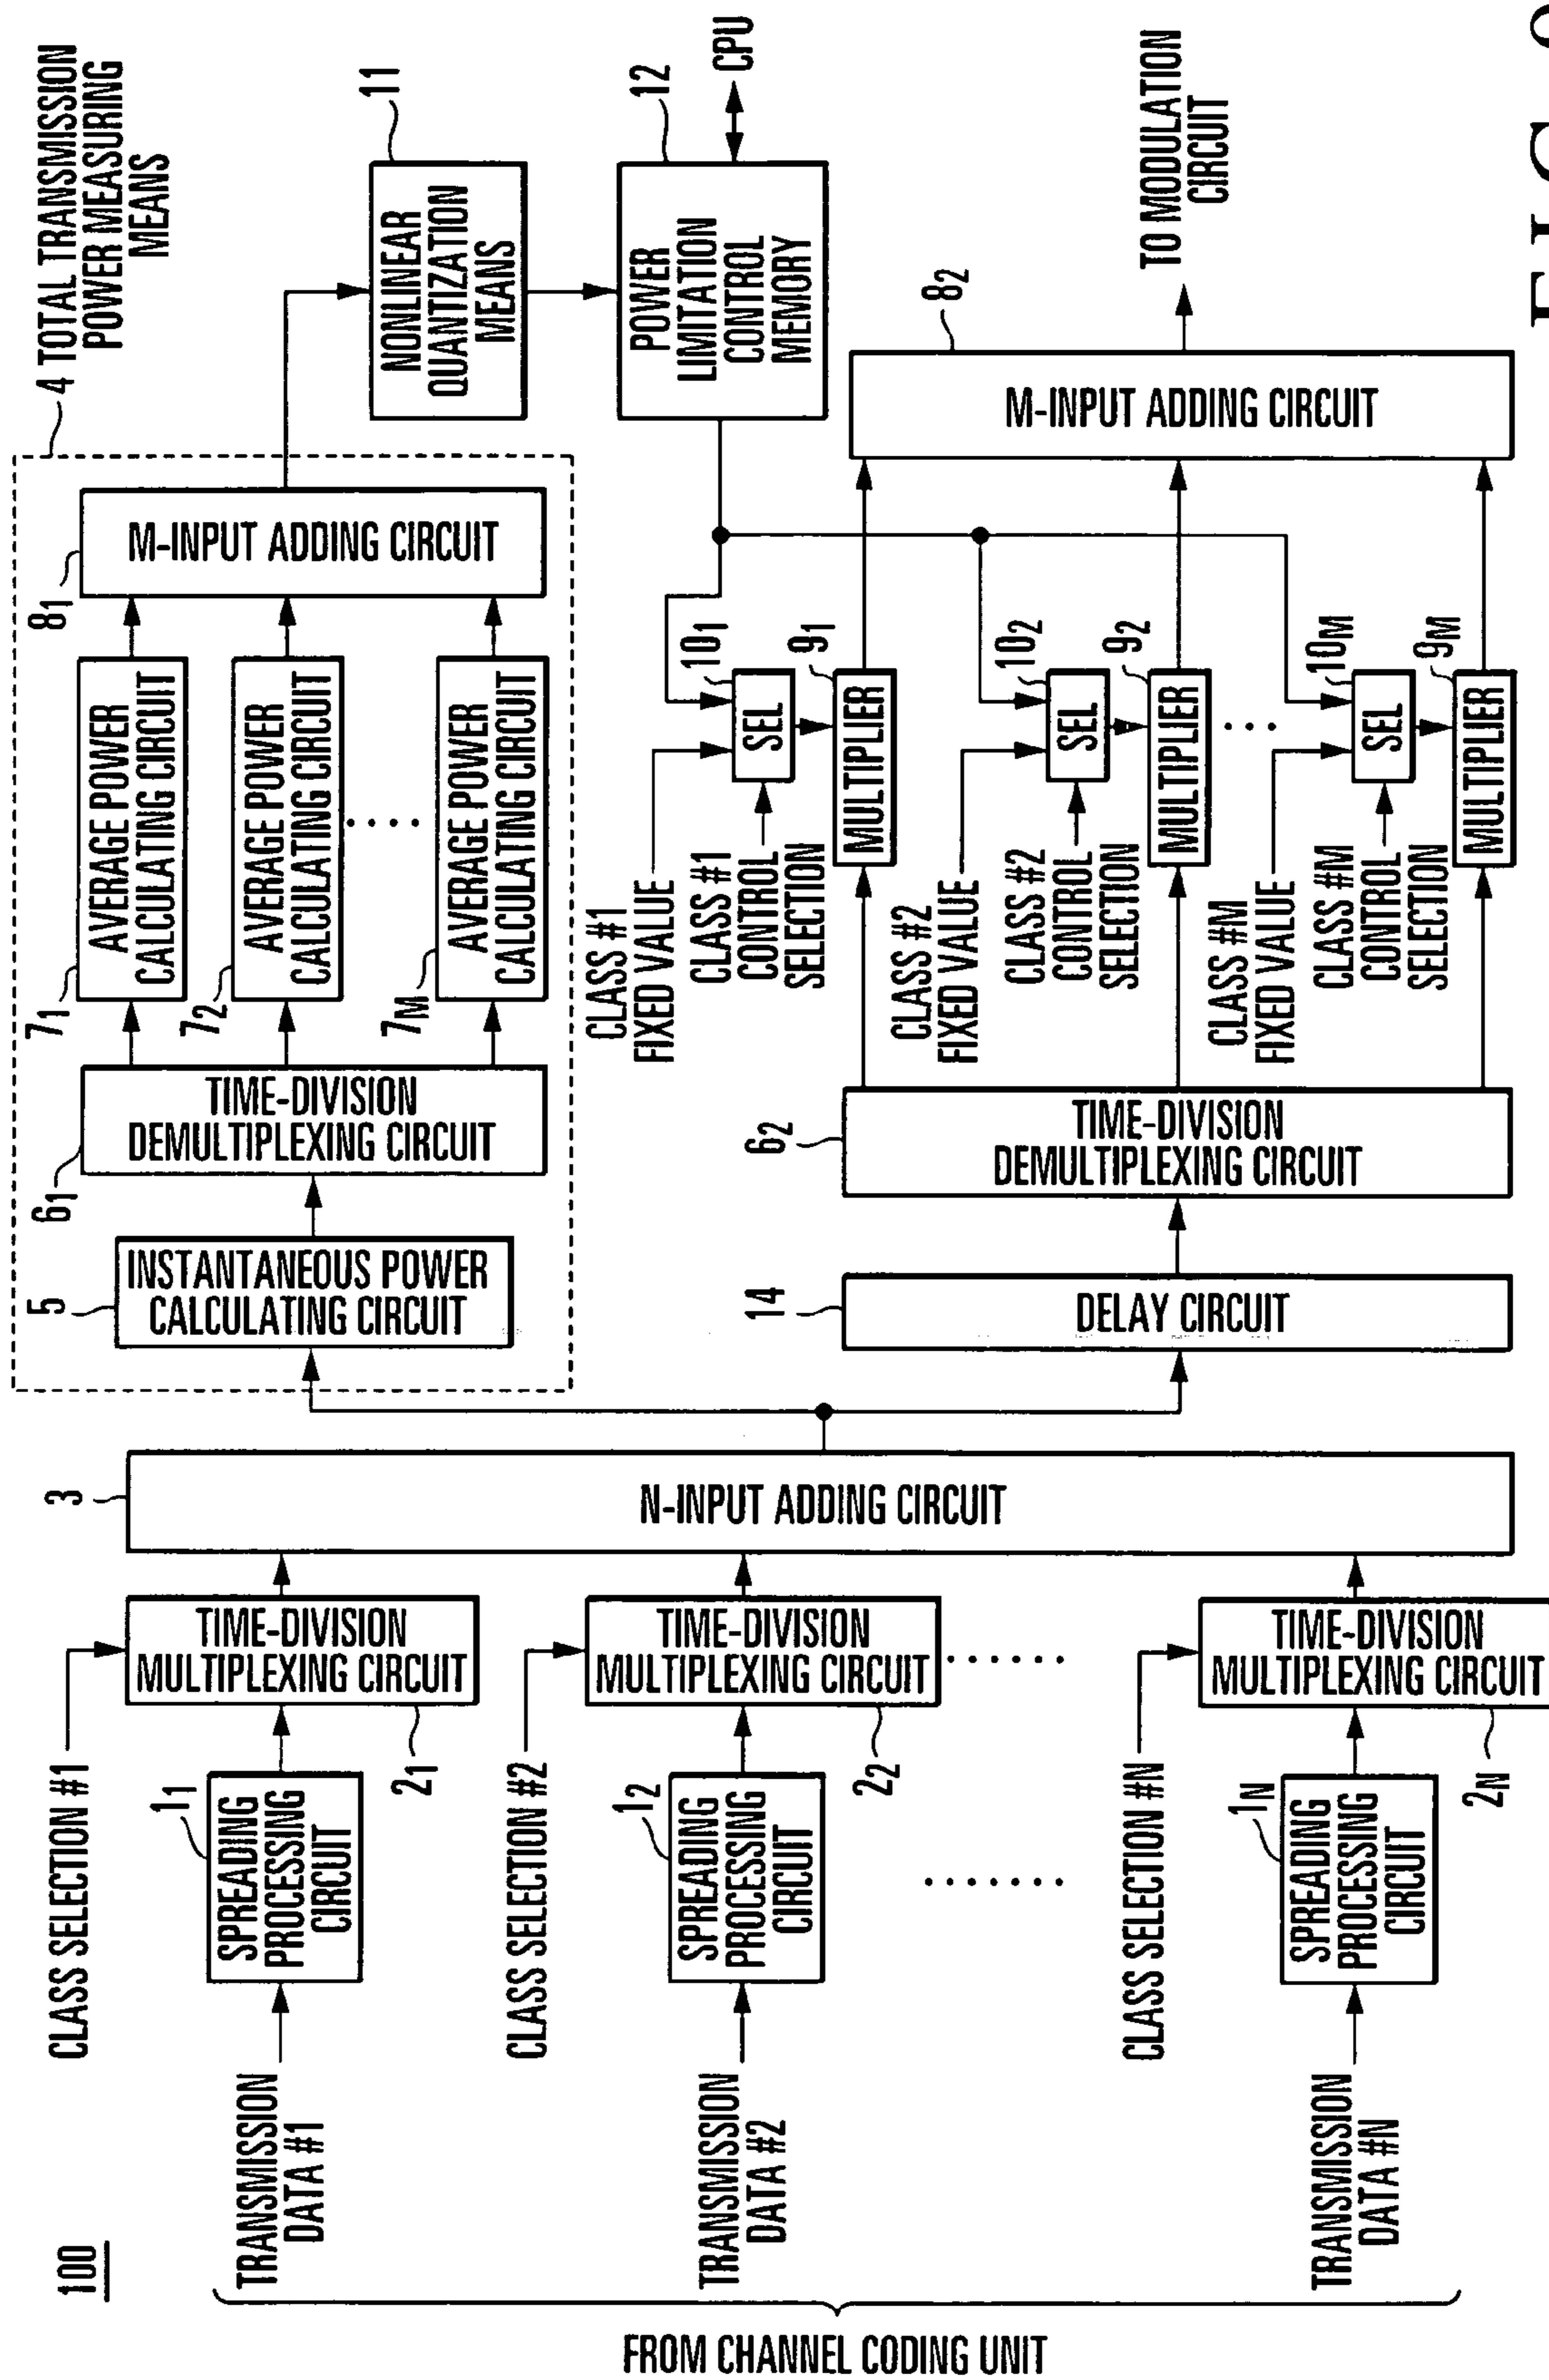 100
FROM CHANNEL CODING UNIT
TRANSMISSION
DATA #1
TRANSMISSION
DATA #2
TRANSMISSION
DATA #N
CLASS SELECTION #1
1₁
SPREADING
PROCESSING
CIRCUIT
CLASS SELECTION #2
1₂
SPREADING
PROCESSING
CIRCUIT
CLASS SELECTION #N
1N
SPREADING
PROCESSING
CIRCUIT
TIME-DIVISION
MULTIPLEXING CIRCUIT
2₁
TIME-DIVISION
MULTIPLEXING CIRCUIT
2₂
TIME-DIVISION
MULTIPLEXING CIRCUIT
2N
3
N-INPUT ADDING CIRCUIT
4 TOTAL TRANSMISSION
POWER MEASURING
MEANS
5
INSTANTANEOUS POWER
CALCULATING CIRCUIT
6₁
TIME-DIVISION
DEMULTIPLEXING CIRCUIT
7₁
AVERAGE POWER
CALCULATING CIRCUIT
7₂
AVERAGE POWER
CALCULATING CIRCUIT
7M
AVERAGE POWER
CALCULATING CIRCUIT
8₁
M-INPUT ADDING CIRCUIT
11
NONLINEAR
QUANTIZATION
MEANS
12
POWER
LIMITATION
CONTROL
MEMORY
CPU
14
DELAY CIRCUIT
6₂
TIME-DIVISION
DEMULTIPLEXING CIRCUIT
CLASS #1
FIXED VALUE
CLASS #1
CONTROL
SELECTION
10₁
SEL
9₁
MULTIPLIER
CLASS #2
FIXED VALUE
CLASS #2
CONTROL
SELECTION
10₂
SEL
9₂
MULTIPLIER
CLASS #M
FIXED VALUE
CLASS #M
CONTROL
SELECTION
10M
SEL
9M
MULTIPLIER
8₂
M-INPUT ADDING CIRCUIT
TO MODULATION
CIRCUIT